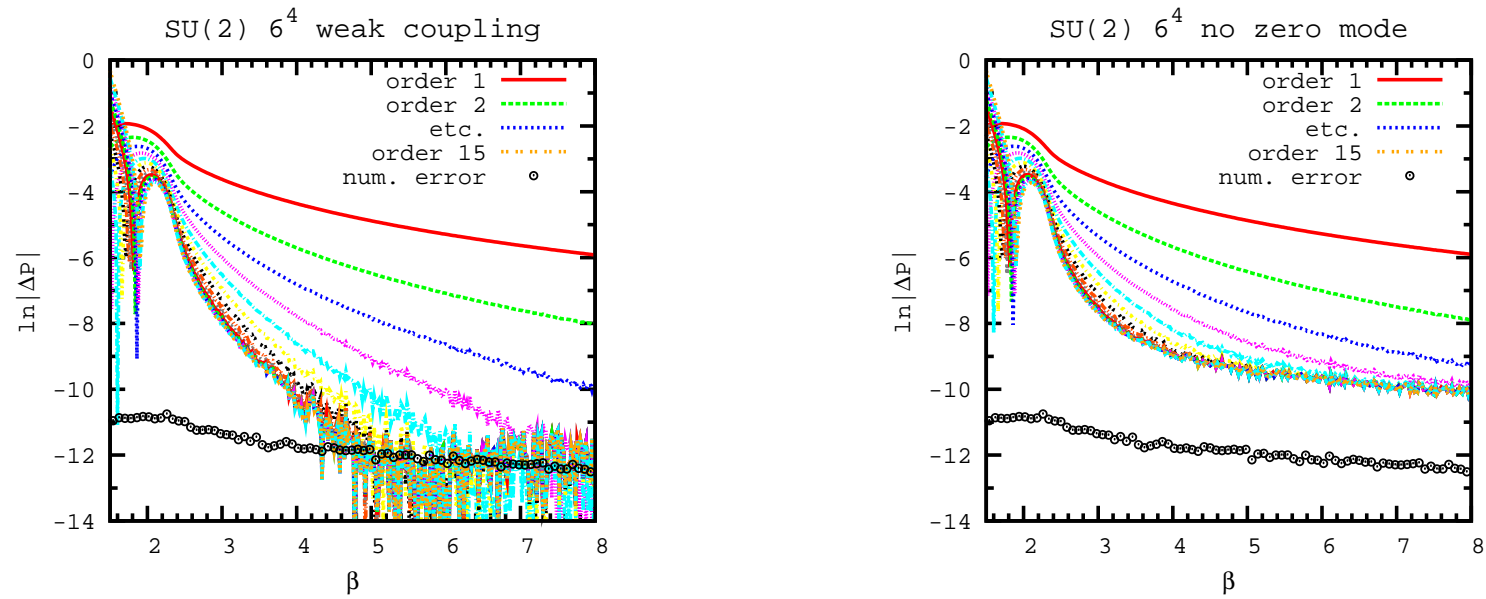 SU(2) 6^4 weak coupling
0
-2
-4
-6
-8
-10
-12
-14
ln|ΔP|
order 1
order 2
etc.
order 15
num. error
2 3 4 5 6 7 8
β
SU(2) 6^4 no zero mode
0
-2
-4
-6
-8
-10
-12
-14
ln|ΔP|
order 1
order 2
etc.
order 15
num. error
2 3 4 5 6 7 8
β